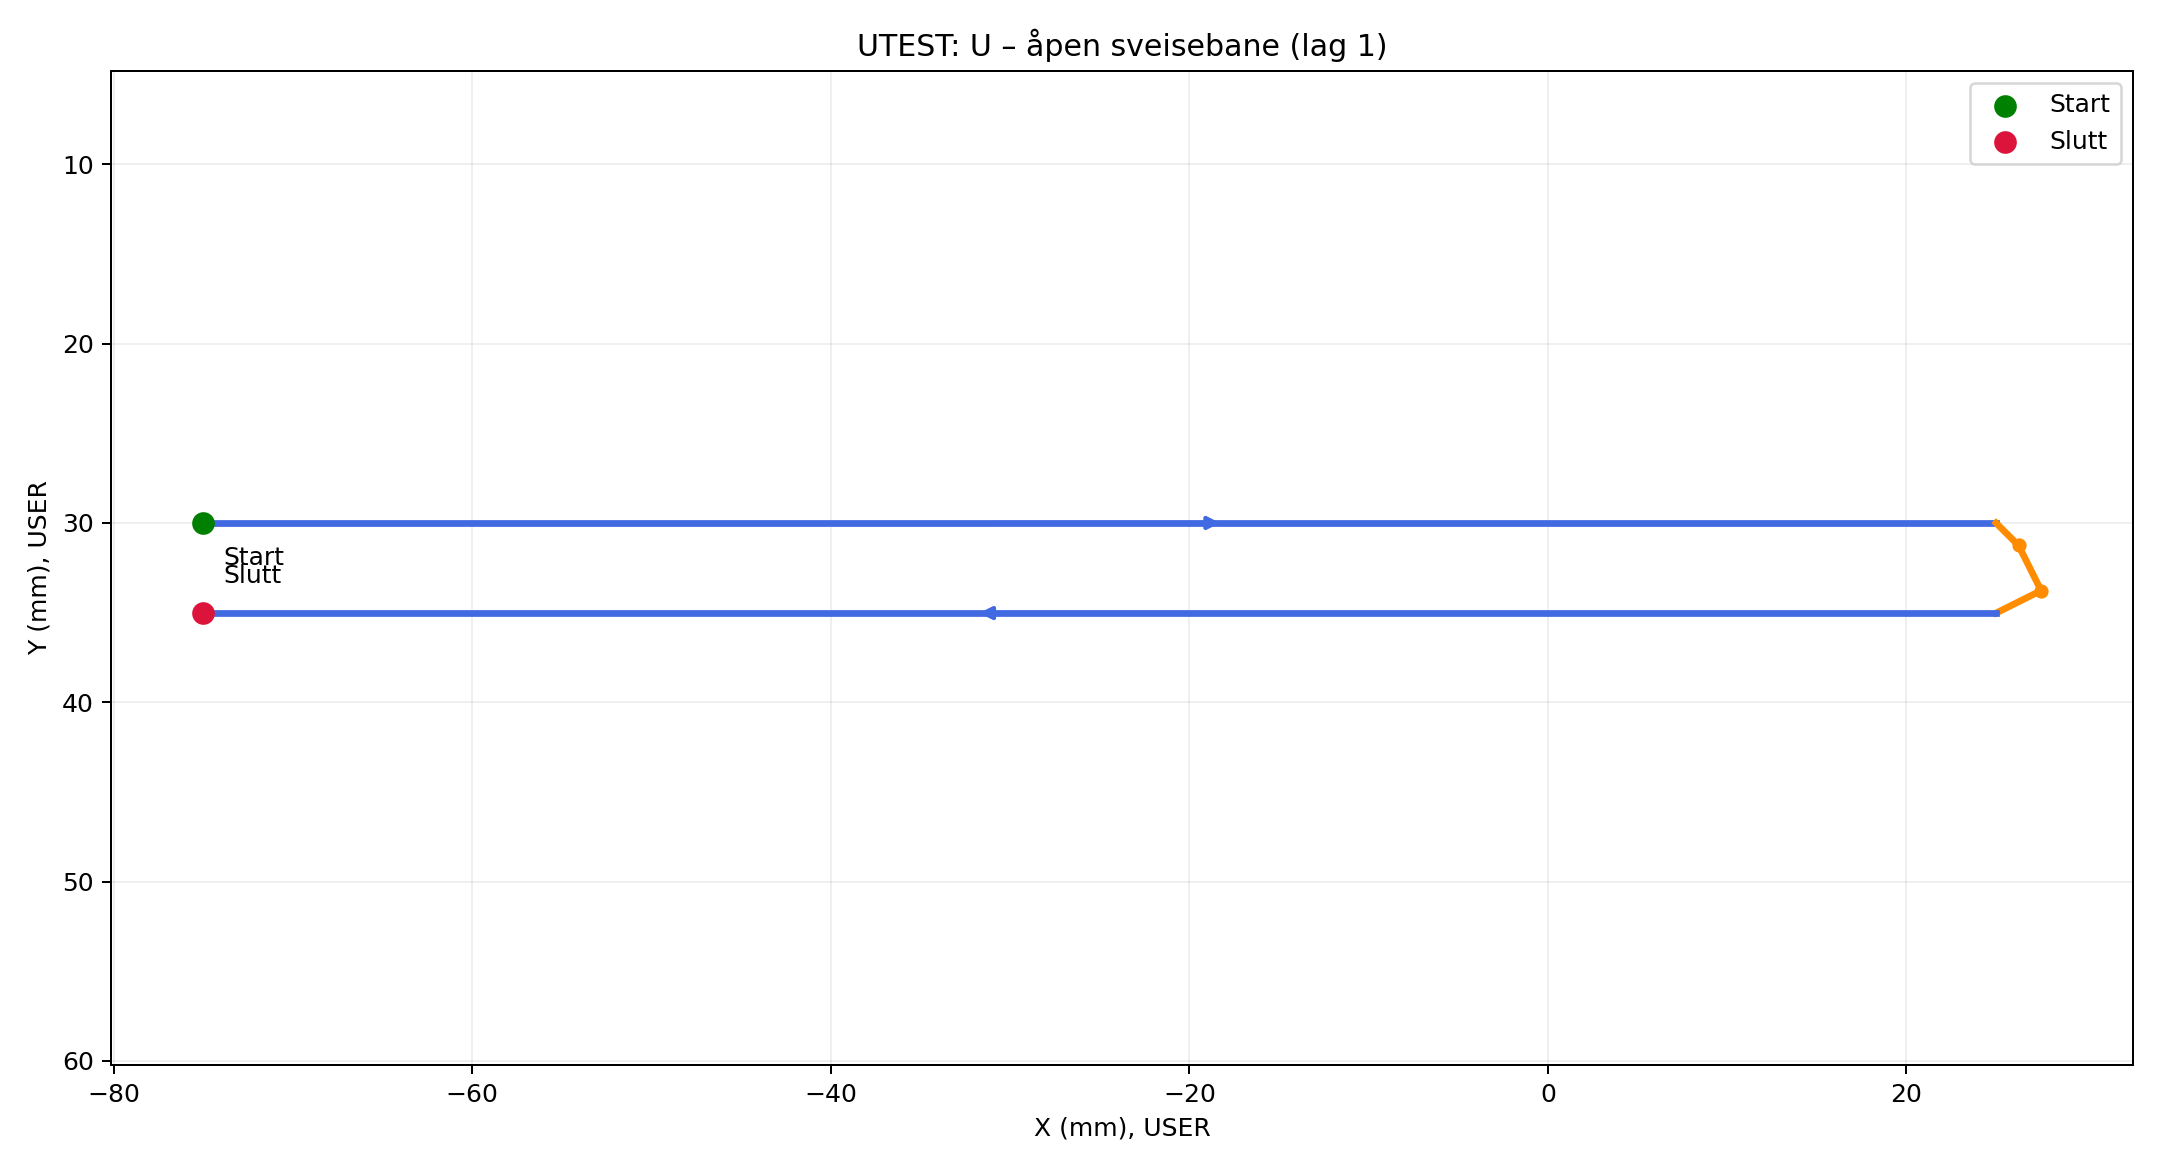 UTEST: U – åpen sveisebane (lag 1)
Start
Slutt
10
20
30
40
50
60
Y (mm), USER
Start
Slutt
−80
−60
−40
−20
0
20
X (mm), USER